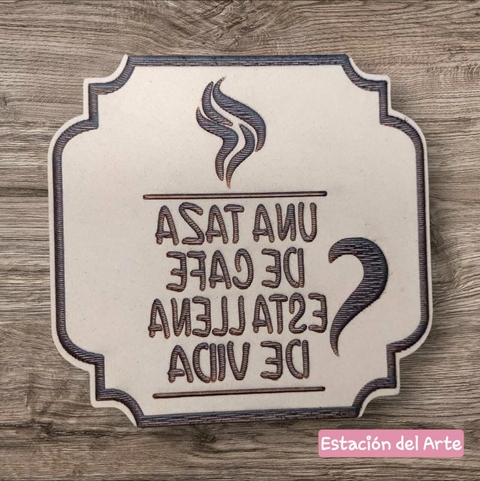 UNA TAZA
DE CAFE
ESTA LLENA
DE VIDA
Estación del Arte